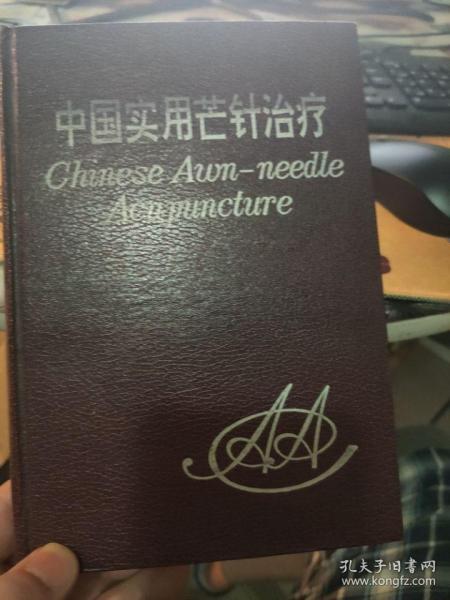 中国实用芒针治疗
Chinese Awn-needle
Acupuncture
AA
孔夫子旧书网
www.kongfz.com